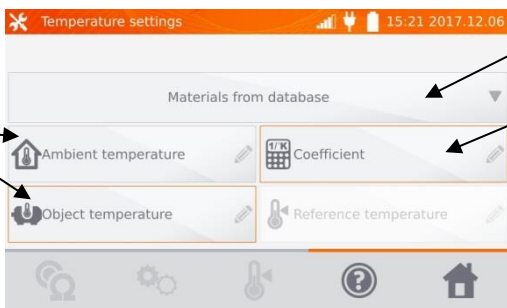 Temperature settings 15:21 2017.12.06
Materials from database
Ambient temperature
1/K Coefficient
Object temperature
Reference temperature
Ω
?